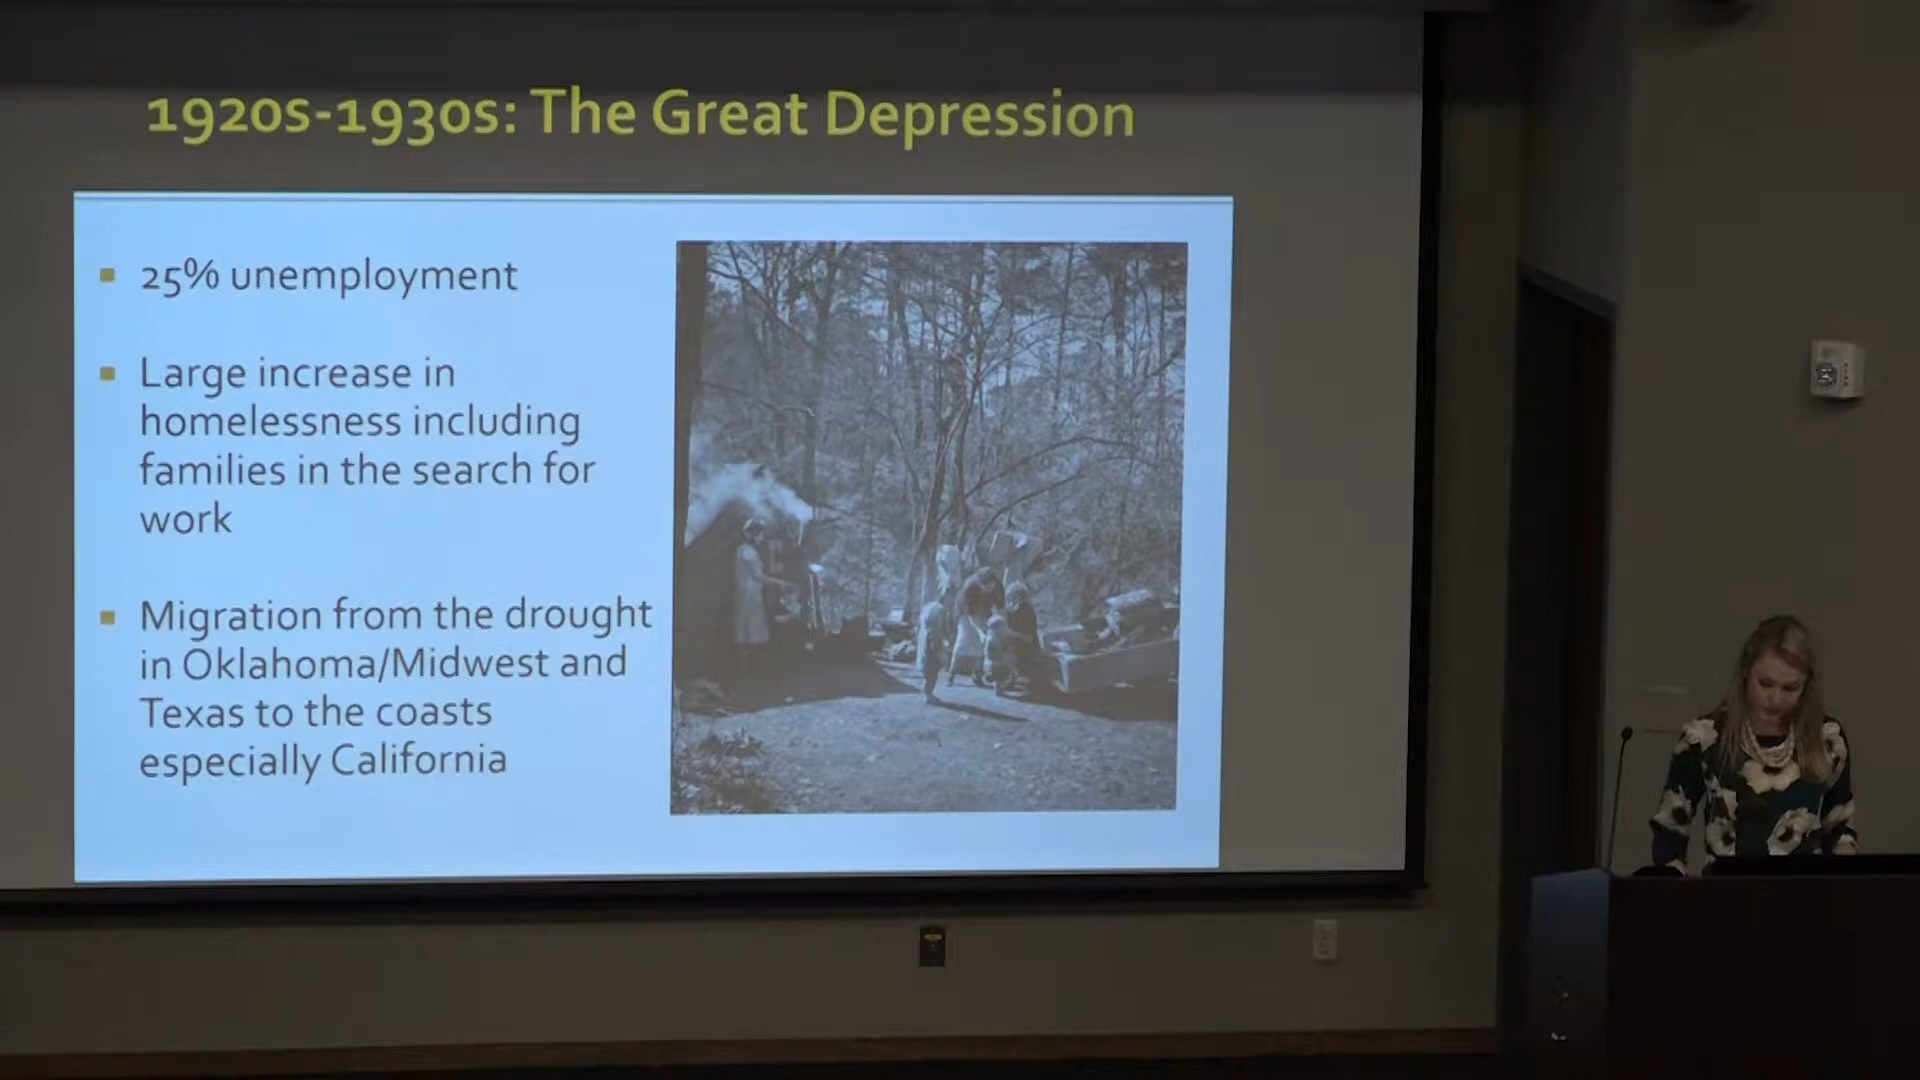 1920s-1930s: The Great Depression
25% unemployment
Large increase in
homelessness including
families in the search for
work
Migration from the drought
in Oklahoma/Midwest and
Texas to the coasts
especially California